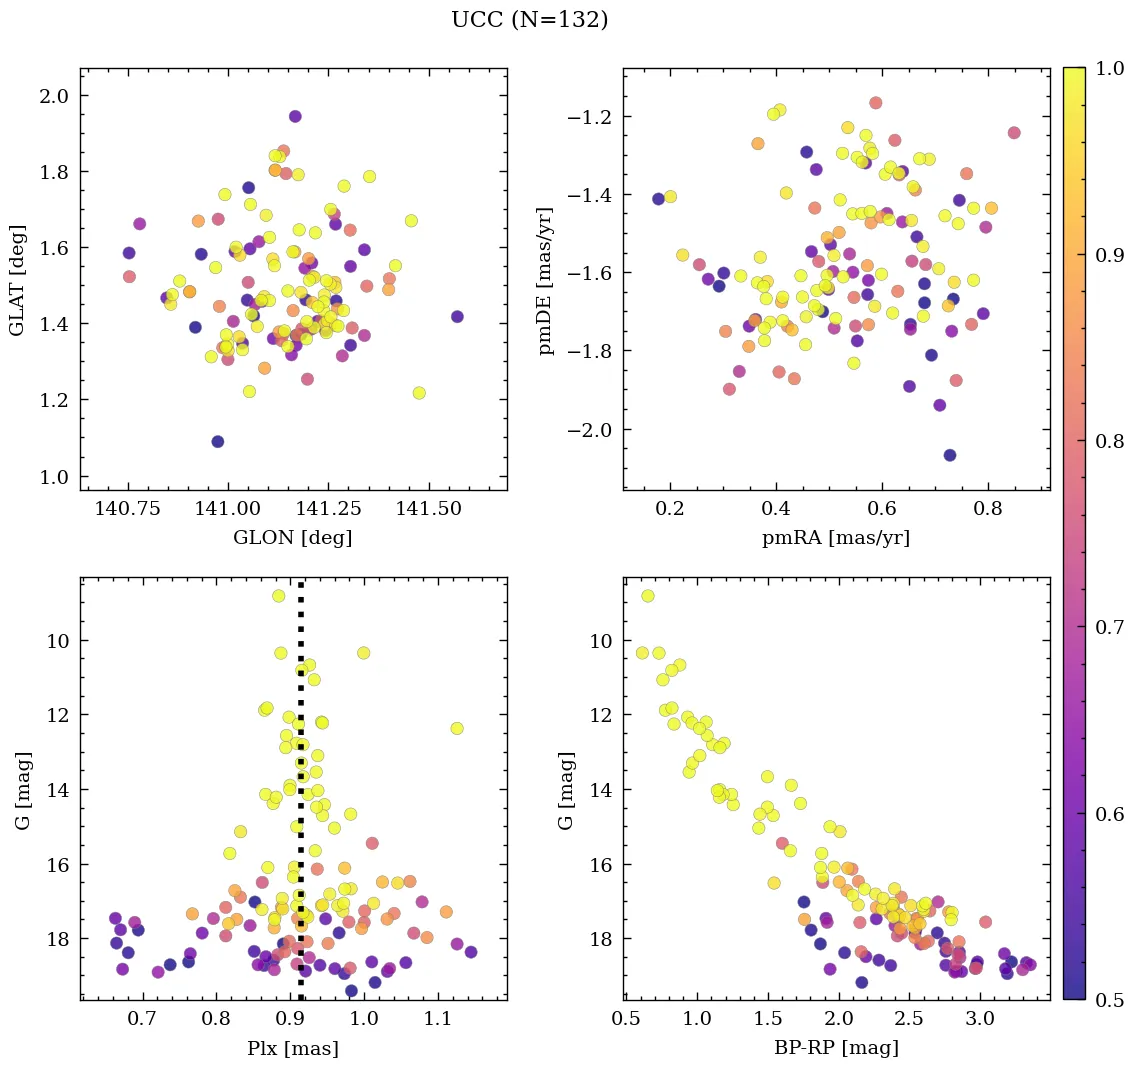 UCC (N=132)
2.0
1.8
1.6
1.4
1.2
1.0
GLAT [deg]
140.75 141.00 141.25 141.50
GLON [deg]
−1.2
−1.4
−1.6
−1.8
−2.0
pmDE [mas/yr]
0.2 0.4 0.6 0.8
pmRA [mas/yr]
10
12
14
16
18
G [mag]
0.7 0.8 0.9 1.0 1.1
Plx [mas]
10
12
14
16
18
G [mag]
0.5 1.0 1.5 2.0 2.5 3.0
BP-RP [mag]
1.0
0.9
0.8
0.7
0.6
0.5